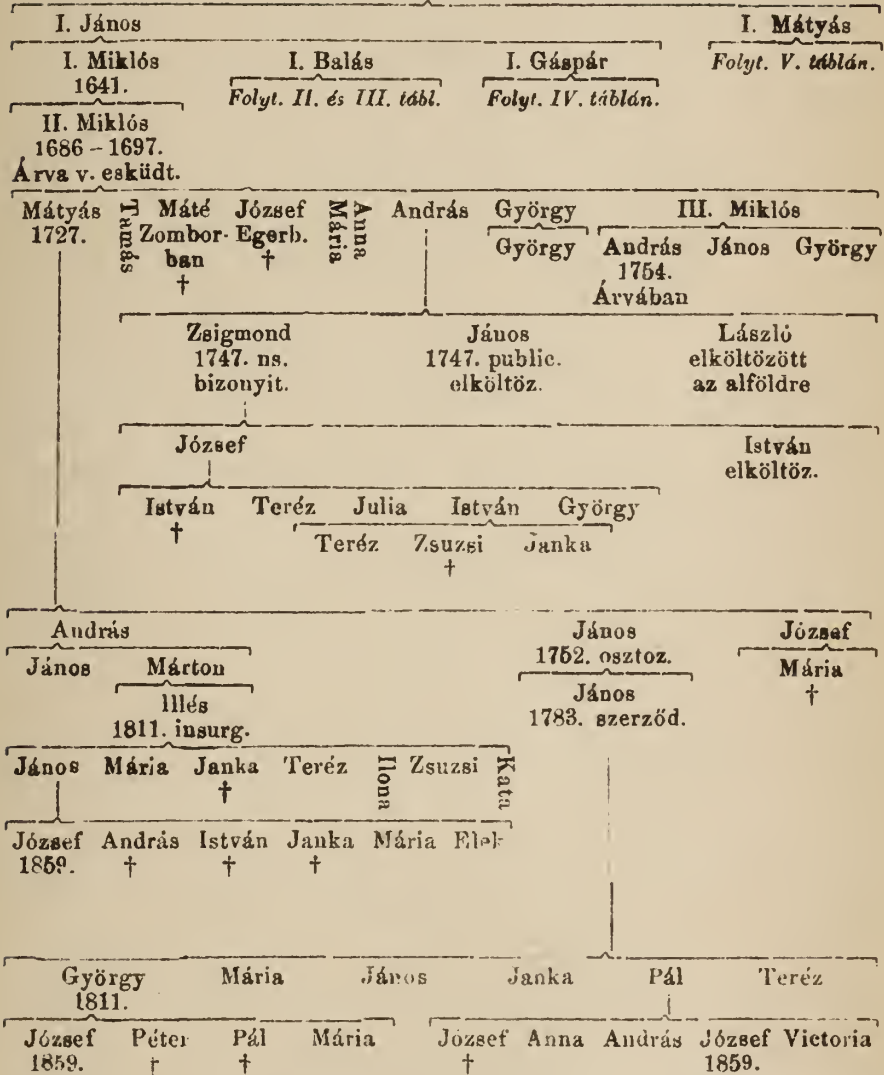 I. János I. Mátyás
I. Miklós I. Balás I. Gáspár Folyt. V. táblán.
1641. Folyt. II. és III. tábl. Folyt. IV. táblán.
II. Miklós
1686 – 1697.
Árva v. esküdt.
Mátyás Tamás Máté József Mária Anna András György III. Miklós
1727. Zombor- Egerb. György András János György
ban † 1754.
† Árvában
Zsigmond János László
1747. ns. 1747. public. elköltözött
bizonyit. elköltöz. az alföldre
József István
elköltöz.
István Teréz Julia István György
† Teréz Zsuzsi Janka
†
András János József
János Márton 1752. osztoz. Mária
Illés János †
1811. insurg. 1783. szerződ.
János Mária Janka Teréz Ilona Zsuzsi Kata
†
József András István Janka Mária Elek
1859. † † †
György Mária János Janka Pál Teréz
1811.
József Péter Pál Mária József Anna András József Victoria
1859. † † † 1859.